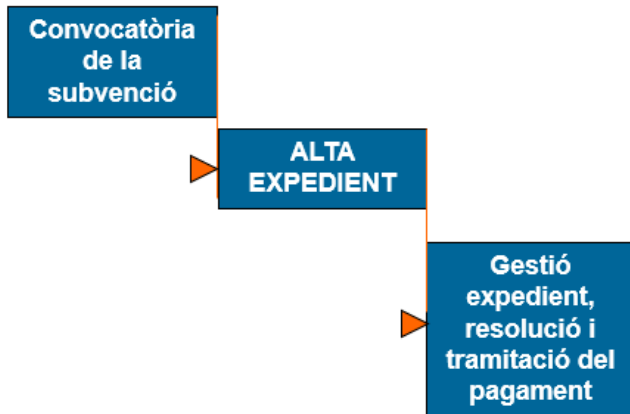 Convocatòria
de la
subvenció
ALTA
EXPEDIENT
Gestió
expedient,
resolució i
tramitació del
pagament